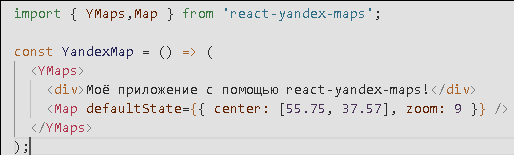 import { YMaps,Map } from 'react-yandex-maps';
const YandexMap = () => (
<YMaps>
<div>Моё приложение с помощью react-yandex-maps!</div>
<Map defaultState={{ center: [55.75, 37.57], zoom: 9 }} />
</YMaps>
);